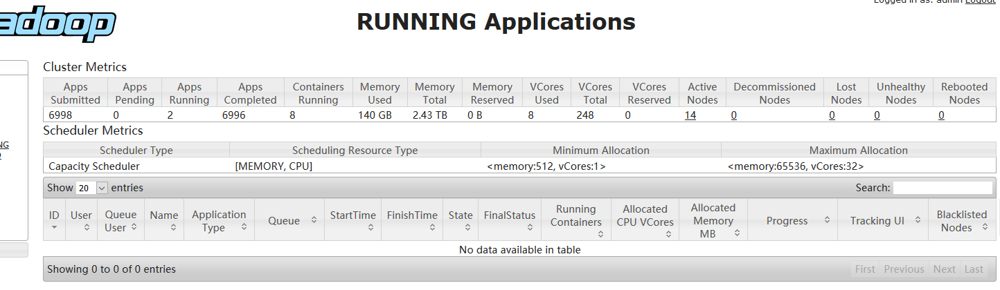 Logged in as: admin Logout
adoop
RUNNING Applications
Cluster Metrics
Apps Submitted Apps Pending Apps Running Apps Completed Containers Running Memory Used Memory Total Memory Reserved VCores Used VCores Total VCores Reserved Active Nodes Decommissioned Nodes Lost Nodes Unhealthy Nodes Rebooted Nodes
6998 0 2 6996 8 140 GB 2.43 TB 0 B 8 248 0 14 0 0 0 0
Scheduler Metrics
NG
Scheduler Type Scheduling Resource Type Minimum Allocation Maximum Allocation
Capacity Scheduler [MEMORY, CPU] <memory:512, vCores:1> <memory:65536, vCores:32>
Show 20 entries Search:
ID User Queue User Name Application Type Queue StartTime FinishTime State FinalStatus Running Containers Allocated CPU VCores Allocated Memory MB Progress Tracking UI Blacklisted Nodes
No data available in table
Showing 0 to 0 of 0 entries First Previous Next Last